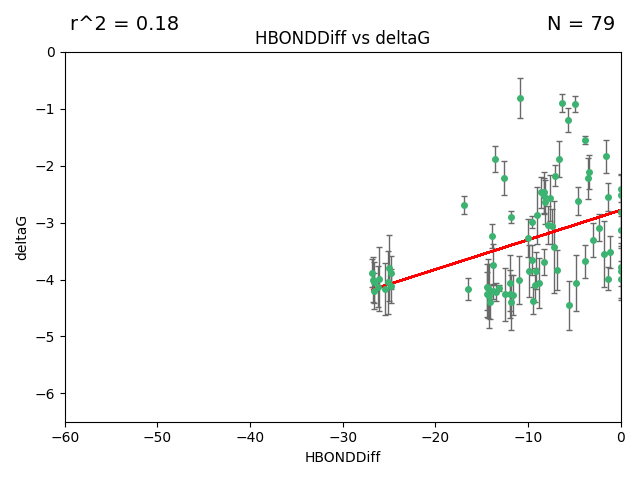 r^2 = 0.18
N = 79
HBONDDiff vs deltaG
0
−1
−2
−3
−4
−5
−6
deltaG
−60 −50 −40 −30 −20 −10 0
HBONDDiff